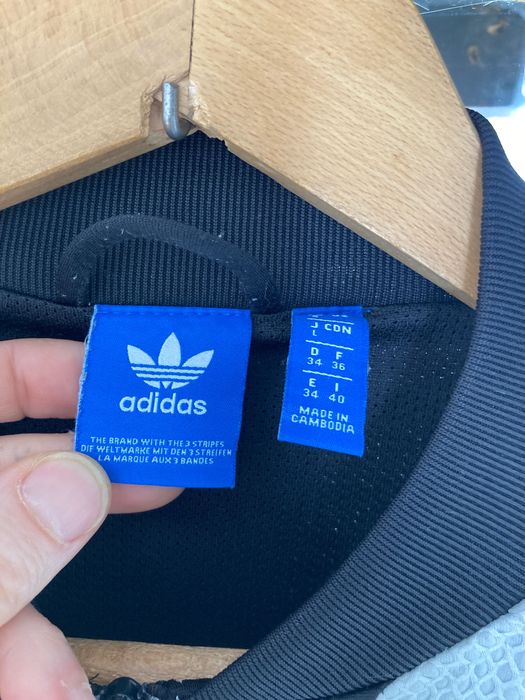 adidas
THE BRAND WITH THE 3 STRIPES
DIE WELTMARKE MIT DEN 3 STREIFEN
LA MARQUE AUX 3 BANDES
J CDN
L
D F
34 36
E I
34 40
MADE IN
CAMBODIA